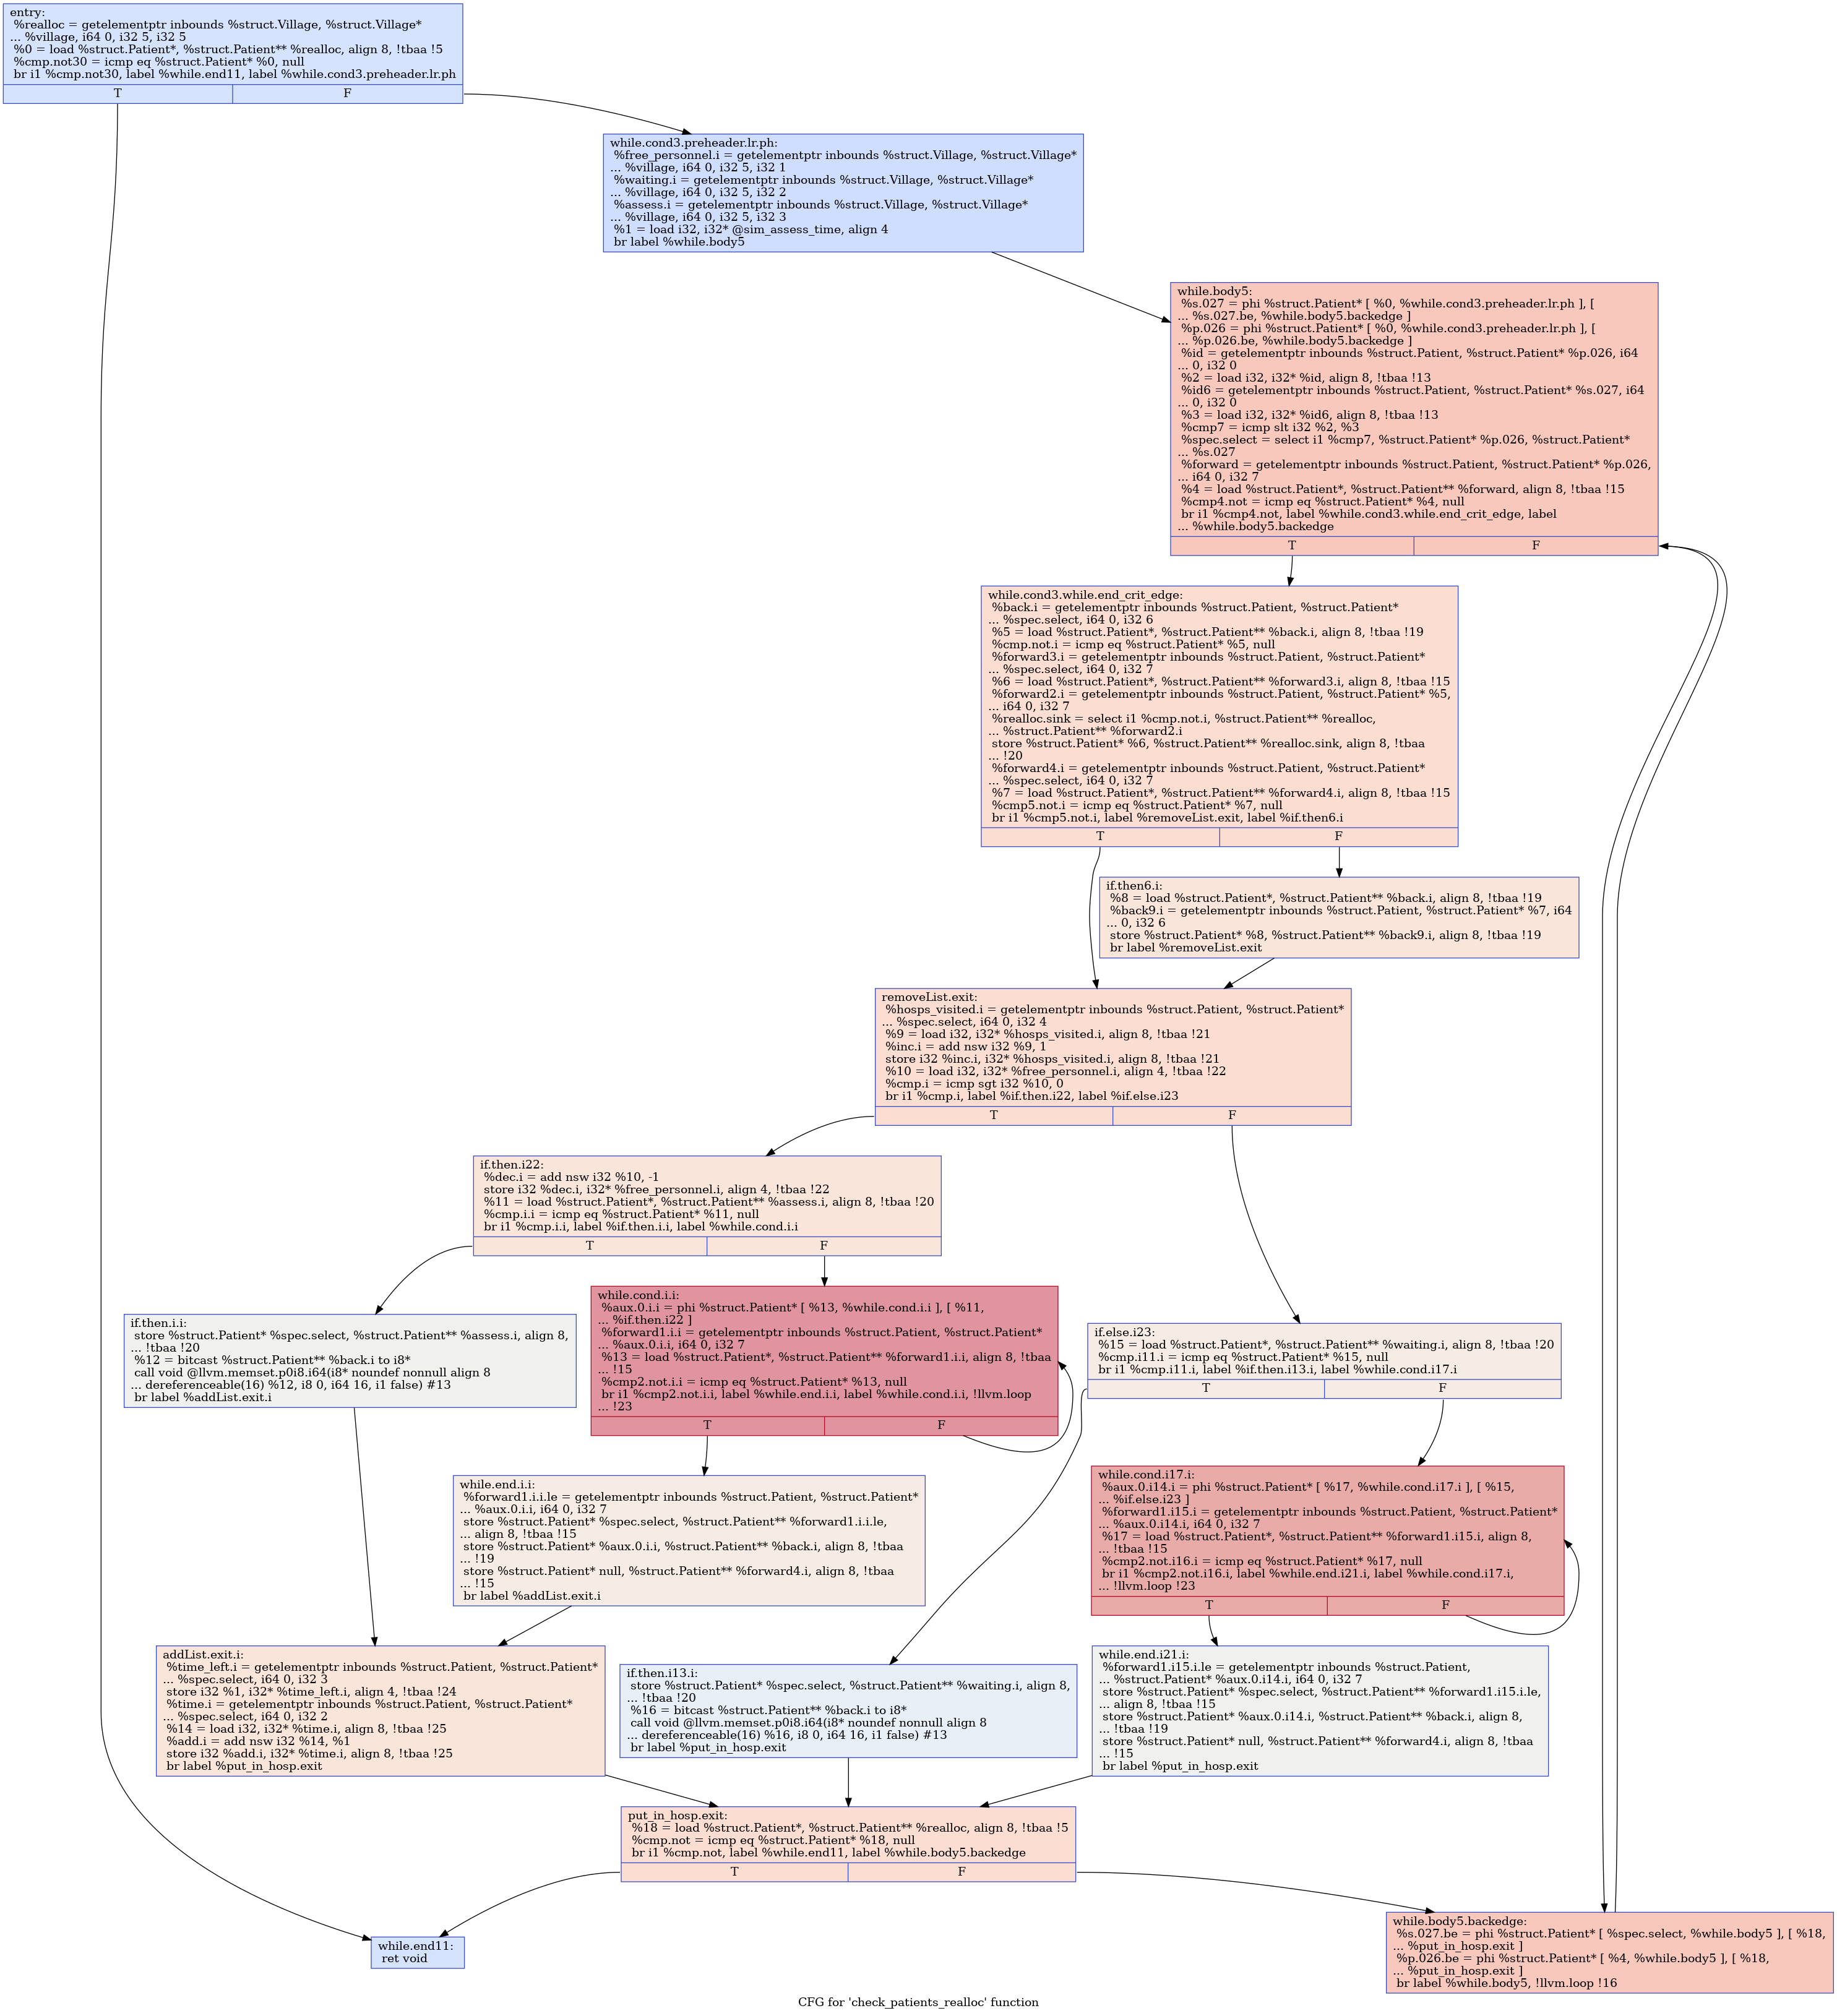 entry:
%realloc = getelementptr inbounds %struct.Village, %struct.Village*
... %village, i64 0, i32 5, i32 5
%0 = load %struct.Patient*, %struct.Patient** %realloc, align 8, !tbaa !5
%cmp.not30 = icmp eq %struct.Patient* %0, null
br i1 %cmp.not30, label %while.end11, label %while.cond3.preheader.lr.ph
T F
while.cond3.preheader.lr.ph:
%free_personnel.i = getelementptr inbounds %struct.Village, %struct.Village*
... %village, i64 0, i32 5, i32 1
%waiting.i = getelementptr inbounds %struct.Village, %struct.Village*
... %village, i64 0, i32 5, i32 2
%assess.i = getelementptr inbounds %struct.Village, %struct.Village*
... %village, i64 0, i32 5, i32 3
%1 = load i32, i32* @sim_assess_time, align 4
br label %while.body5
while.body5:
%s.027 = phi %struct.Patient* [ %0, %while.cond3.preheader.lr.ph ], [
... %s.027.be, %while.body5.backedge ]
%p.026 = phi %struct.Patient* [ %0, %while.cond3.preheader.lr.ph ], [
... %p.026.be, %while.body5.backedge ]
%id = getelementptr inbounds %struct.Patient, %struct.Patient* %p.026, i64
... 0, i32 0
%2 = load i32, i32* %id, align 8, !tbaa !13
%id6 = getelementptr inbounds %struct.Patient, %struct.Patient* %s.027, i64
... 0, i32 0
%3 = load i32, i32* %id6, align 8, !tbaa !13
%cmp7 = icmp slt i32 %2, %3
%spec.select = select i1 %cmp7, %struct.Patient* %p.026, %struct.Patient*
... %s.027
%forward = getelementptr inbounds %struct.Patient, %struct.Patient* %p.026,
... i64 0, i32 7
%4 = load %struct.Patient*, %struct.Patient** %forward, align 8, !tbaa !15
%cmp4.not = icmp eq %struct.Patient* %4, null
br i1 %cmp4.not, label %while.cond3.while.end_crit_edge, label
... %while.body5.backedge
T F
while.cond3.while.end_crit_edge:
%back.i = getelementptr inbounds %struct.Patient, %struct.Patient*
... %spec.select, i64 0, i32 6
%5 = load %struct.Patient*, %struct.Patient** %back.i, align 8, !tbaa !19
%cmp.not.i = icmp eq %struct.Patient* %5, null
%forward3.i = getelementptr inbounds %struct.Patient, %struct.Patient*
... %spec.select, i64 0, i32 7
%6 = load %struct.Patient*, %struct.Patient** %forward3.i, align 8, !tbaa !15
%forward2.i = getelementptr inbounds %struct.Patient, %struct.Patient* %5,
... i64 0, i32 7
%realloc.sink = select i1 %cmp.not.i, %struct.Patient** %realloc,
... %struct.Patient** %forward2.i
store %struct.Patient* %6, %struct.Patient** %realloc.sink, align 8, !tbaa
... !20
%forward4.i = getelementptr inbounds %struct.Patient, %struct.Patient*
... %spec.select, i64 0, i32 7
%7 = load %struct.Patient*, %struct.Patient** %forward4.i, align 8, !tbaa !15
%cmp5.not.i = icmp eq %struct.Patient* %7, null
br i1 %cmp5.not.i, label %removeList.exit, label %if.then6.i
T F
if.then6.i:
%8 = load %struct.Patient*, %struct.Patient** %back.i, align 8, !tbaa !19
%back9.i = getelementptr inbounds %struct.Patient, %struct.Patient* %7, i64
... 0, i32 6
store %struct.Patient* %8, %struct.Patient** %back9.i, align 8, !tbaa !19
br label %removeList.exit
removeList.exit:
%hosps_visited.i = getelementptr inbounds %struct.Patient, %struct.Patient*
... %spec.select, i64 0, i32 4
%9 = load i32, i32* %hosps_visited.i, align 8, !tbaa !21
%inc.i = add nsw i32 %9, 1
store i32 %inc.i, i32* %hosps_visited.i, align 8, !tbaa !21
%10 = load i32, i32* %free_personnel.i, align 4, !tbaa !22
%cmp.i = icmp sgt i32 %10, 0
br i1 %cmp.i, label %if.then.i22, label %if.else.i23
T F
if.then.i22:
%dec.i = add nsw i32 %10, -1
store i32 %dec.i, i32* %free_personnel.i, align 4, !tbaa !22
%11 = load %struct.Patient*, %struct.Patient** %assess.i, align 8, !tbaa !20
%cmp.i.i = icmp eq %struct.Patient* %11, null
br i1 %cmp.i.i, label %if.then.i.i, label %while.cond.i.i
T F
if.then.i.i:
store %struct.Patient* %spec.select, %struct.Patient** %assess.i, align 8,
... !tbaa !20
%12 = bitcast %struct.Patient** %back.i to i8*
call void @llvm.memset.p0i8.i64(i8* noundef nonnull align 8
... dereferenceable(16) %12, i8 0, i64 16, i1 false) #13
br label %addList.exit.i
while.cond.i.i:
%aux.0.i.i = phi %struct.Patient* [ %13, %while.cond.i.i ], [ %11,
... %if.then.i22 ]
%forward1.i.i = getelementptr inbounds %struct.Patient, %struct.Patient*
... %aux.0.i.i, i64 0, i32 7
%13 = load %struct.Patient*, %struct.Patient** %forward1.i.i, align 8, !tbaa
... !15
%cmp2.not.i.i = icmp eq %struct.Patient* %13, null
br i1 %cmp2.not.i.i, label %while.end.i.i, label %while.cond.i.i, !llvm.loop
... !23
T F
if.else.i23:
%15 = load %struct.Patient*, %struct.Patient** %waiting.i, align 8, !tbaa !20
%cmp.i11.i = icmp eq %struct.Patient* %15, null
br i1 %cmp.i11.i, label %if.then.i13.i, label %while.cond.i17.i
T F
while.end.i.i:
%forward1.i.i.le = getelementptr inbounds %struct.Patient, %struct.Patient*
... %aux.0.i.i, i64 0, i32 7
store %struct.Patient* %spec.select, %struct.Patient** %forward1.i.i.le,
... align 8, !tbaa !15
store %struct.Patient* %aux.0.i.i, %struct.Patient** %back.i, align 8, !tbaa
... !19
store %struct.Patient* null, %struct.Patient** %forward4.i, align 8, !tbaa
... !15
br label %addList.exit.i
while.cond.i17.i:
%aux.0.i14.i = phi %struct.Patient* [ %17, %while.cond.i17.i ], [ %15,
... %if.else.i23 ]
%forward1.i15.i = getelementptr inbounds %struct.Patient, %struct.Patient*
... %aux.0.i14.i, i64 0, i32 7
%17 = load %struct.Patient*, %struct.Patient** %forward1.i15.i, align 8,
... !tbaa !15
%cmp2.not.i16.i = icmp eq %struct.Patient* %17, null
br i1 %cmp2.not.i16.i, label %while.end.i21.i, label %while.cond.i17.i,
... !llvm.loop !23
T F
addList.exit.i:
%time_left.i = getelementptr inbounds %struct.Patient, %struct.Patient*
... %spec.select, i64 0, i32 3
store i32 %1, i32* %time_left.i, align 4, !tbaa !24
%time.i = getelementptr inbounds %struct.Patient, %struct.Patient*
... %spec.select, i64 0, i32 2
%14 = load i32, i32* %time.i, align 8, !tbaa !25
%add.i = add nsw i32 %14, %1
store i32 %add.i, i32* %time.i, align 8, !tbaa !25
br label %put_in_hosp.exit
if.then.i13.i:
store %struct.Patient* %spec.select, %struct.Patient** %waiting.i, align 8,
... !tbaa !20
%16 = bitcast %struct.Patient** %back.i to i8*
call void @llvm.memset.p0i8.i64(i8* noundef nonnull align 8
... dereferenceable(16) %16, i8 0, i64 16, i1 false) #13
br label %put_in_hosp.exit
while.end.i21.i:
%forward1.i15.i.le = getelementptr inbounds %struct.Patient,
... %struct.Patient* %aux.0.i14.i, i64 0, i32 7
store %struct.Patient* %spec.select, %struct.Patient** %forward1.i15.i.le,
... align 8, !tbaa !15
store %struct.Patient* %aux.0.i14.i, %struct.Patient** %back.i, align 8,
... !tbaa !19
store %struct.Patient* null, %struct.Patient** %forward4.i, align 8, !tbaa
... !15
br label %put_in_hosp.exit
put_in_hosp.exit:
%18 = load %struct.Patient*, %struct.Patient** %realloc, align 8, !tbaa !5
%cmp.not = icmp eq %struct.Patient* %18, null
br i1 %cmp.not, label %while.end11, label %while.body5.backedge
T F
while.end11:
ret void
while.body5.backedge:
%s.027.be = phi %struct.Patient* [ %spec.select, %while.body5 ], [ %18,
... %put_in_hosp.exit ]
%p.026.be = phi %struct.Patient* [ %4, %while.body5 ], [ %18,
... %put_in_hosp.exit ]
br label %while.body5, !llvm.loop !16
CFG for 'check_patients_realloc' function